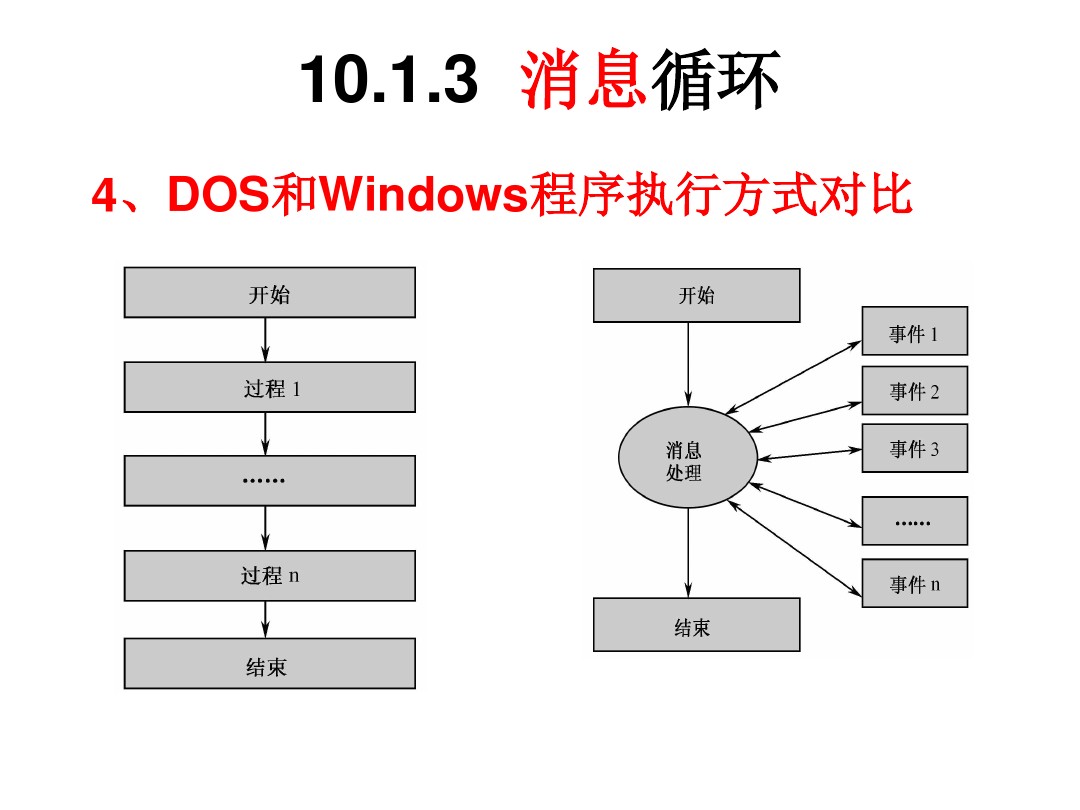 10.1.3 消息循环
4、DOS和Windows程序执行方式对比
开始
过程 1
……
过程 n
结束
开始
消息
处理
结束
事件 1
事件 2
事件 3
……
事件 n